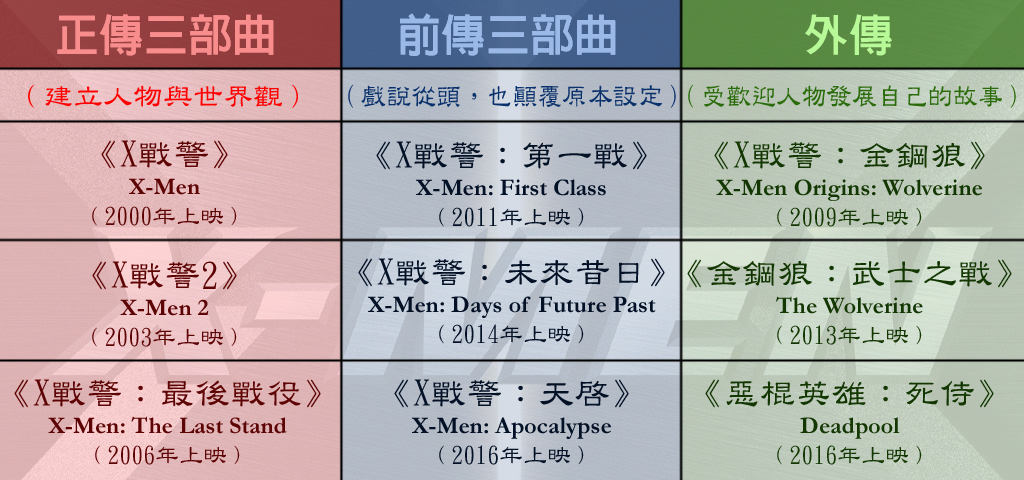 正傳三部曲
前傳三部曲
外傳
（建立人物與世界觀）
（戲說從頭，也顛覆原本設定）
（受歡迎人物發展自己的故事）
《X戰警》
X-Men
（2000年上映）
《X戰警：第一戰》
X-Men: First Class
（2011年上映）
《X戰警：金鋼狼》
X-Men Origins: Wolverine
（2009年上映）
《X戰警2》
X-Men 2
（2003年上映）
《X戰警：未來昔日》
X-Men: Days of Future Past
（2014年上映）
《金鋼狼：武士之戰》
The Wolverine
（2013年上映）
《X戰警：最後戰役》
X-Men: The Last Stand
（2006年上映）
《X戰警：天啓》
X-Men: Apocalypse
（2016年上映）
《惡棍英雄：死侍》
Deadpool
（2016年上映）
X-MEN